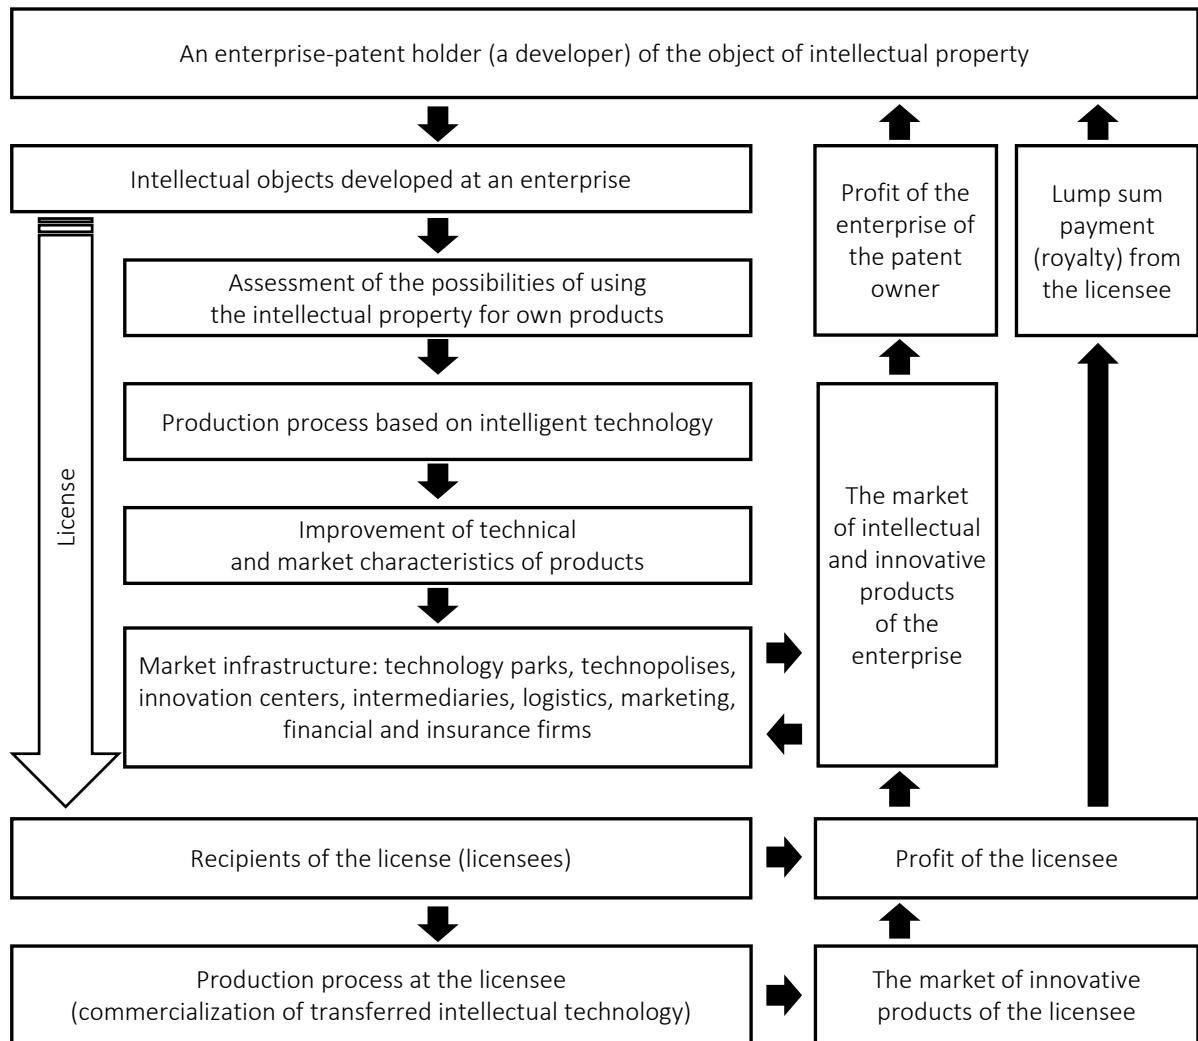 An enterprise-patent holder (a developer) of the object of intellectual property
Intellectual objects developed at an enterprise
Profit of the
enterprise of
the patent
owner
Lump sum
payment
(royalty) from
the licensee
Assessment of the possibilities of using
the intellectual property for own products
Production process based on intelligent technology
License
The market
of intellectual
and innovative
products
of the
enterprise
Improvement of technical
and market characteristics of products
Market infrastructure: technology parks, technopolises,
innovation centers, intermediaries, logistics, marketing,
financial and insurance firms
Recipients of the license (licensees)
Profit of the licensee
Production process at the licensee
(commercialization of transferred intellectual technology)
The market of innovative
products of the licensee